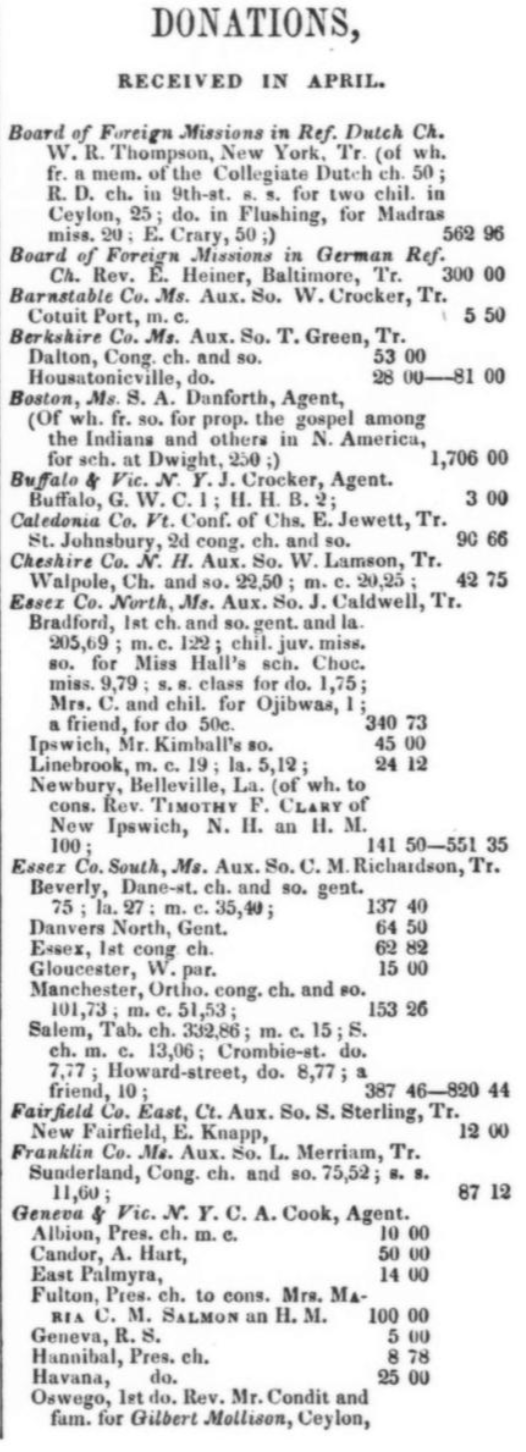 DONATIONS,
RECEIVED IN APRIL.
Board of Foreign Missions in Ref. Dutch Ch.
W. R. Thompson, New York, Tr. (of wh.
fr. a mem. of the Collegiate Dutch ch. 50 ;
R. D. ch. in 9th-st. s. s. for two chil. in
Ceylon, 25 ; do. in Flushing, for Madras
miss. 20 ; E. Crary, 50 ;) 562 96
Board of Foreign Missions in German Ref.
Ch. Rev. E. Heiner, Baltimore, Tr. 300 00
Barnstable Co. Ms. Aux. So. W. Crocker, Tr.
Cotuit Port, m. c. 5 50
Berkshire Co. Ms. Aux. So. T. Green, Tr.
Dalton, Cong. ch. and so. 53 00
Housatonicville, do. 28 00—81 00
Boston, Ms. S. A. Danforth, Agent,
(Of wh. fr. so. for prop. the gospel among
the Indians and others in N. America,
for sch. at Dwight, 250 ;) 1,706 00
Buffalo & Vic. N. Y. J. Crocker, Agent.
Buffalo, G. W. C. 1 ; H. H. B. 2 ; 3 00
Caledonia Co. Vt. Conf. of Chs. E. Jewett, Tr.
St. Johnsbury, 2d cong. ch. and so. 90 66
Cheshire Co. N. H. Aux. So. W. Lamson, Tr.
Walpole, Ch. and so. 22,50 ; m. c. 20,25 ; 42 75
Essex Co. North, Ms. Aux. So. J. Caldwell, Tr.
Bradford, 1st ch. and so. gent. and la.
205,69 ; m. c. 122 ; chil. juv. miss.
so. for Miss Hall's sch. Choc.
miss. 9,79 ; s. s. class for do. 1,75 ;
Mrs. C. and chil. for Ojibwas, 1 ;
a friend, for do 50c. 340 73
Ipswich, Mr. Kimball's so. 45 00
Linebrook, m. c. 19 ; la. 5,12 ; 24 12
Newbury, Belleville, La. (of wh. to
cons. Rev. TIMOTHY F. CLARY of
New Ipswich, N. H. an H. M.
100 ; 141 50—551 35
Essex Co. South, Ms. Aux. So. C. M. Richardson, Tr.
Beverly, Dane-st. ch. and so. gent.
75 ; la. 27 ; m. c. 35,40 ; 137 40
Danvers North, Gent. 64 50
Essex, 1st cong ch. 62 82
Gloucester, W. par. 15 00
Manchester, Ortho. cong. ch. and so.
101,73 ; m. c. 51,53 ; 153 26
Salem, Tab. ch. 332,86 ; m. c. 15 ; S.
ch. m. c. 13,06 ; Crombie-st. do.
7,77 ; Howard-street, do. 8,77 ; a
friend, 10 ; 387 46—820 44
Fairfield Co. East, Ct. Aux. So. S. Sterling, Tr.
New Fairfield, E. Knapp, 12 00
Franklin Co. Ms. Aux. So. L. Merriam, Tr.
Sunderland, Cong. ch. and so. 75,52 ; s. s.
11,60 ; 87 12
Geneva & Vic. N. Y. C. A. Cook, Agent.
Albion, Pres. ch. m. c. 10 00
Candor, A. Hart, 50 00
East Palmyra, 14 00
Fulton, Pres. ch. to cons. Mrs. MA-
RIA C. M. SALMON an H. M. 100 00
Geneva, R. S. 5 00
Hannibal, Pres. ch. 8 78
Havana, do. 25 00
Oswego, 1st do. Rev. Mr. Condit and
fam. for Gilbert Mollison, Ceylon,